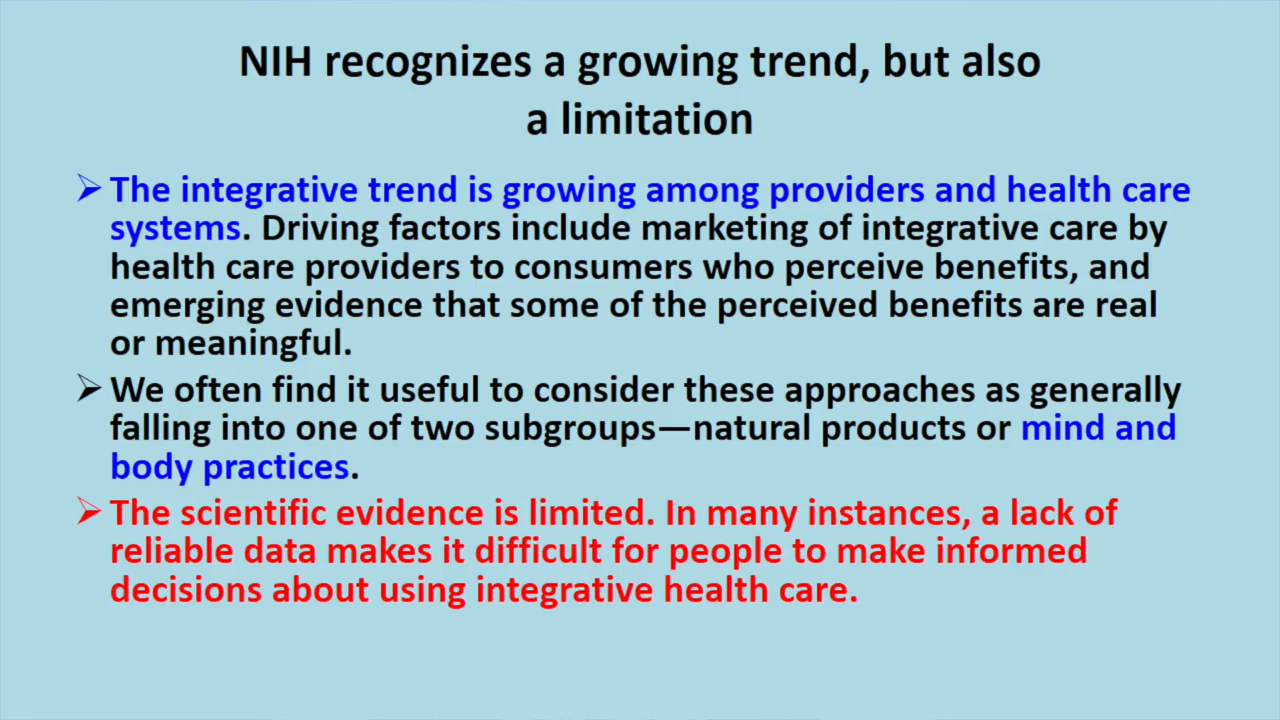 NIH recognizes a growing trend, but also
a limitation
➢ The integrative trend is growing among providers and health care
systems. Driving factors include marketing of integrative care by
health care providers to consumers who perceive benefits, and
emerging evidence that some of the perceived benefits are real
or meaningful.
➢ We often find it useful to consider these approaches as generally
falling into one of two subgroups—natural products or mind and
body practices.
➢ The scientific evidence is limited. In many instances, a lack of
reliable data makes it difficult for people to make informed
decisions about using integrative health care.